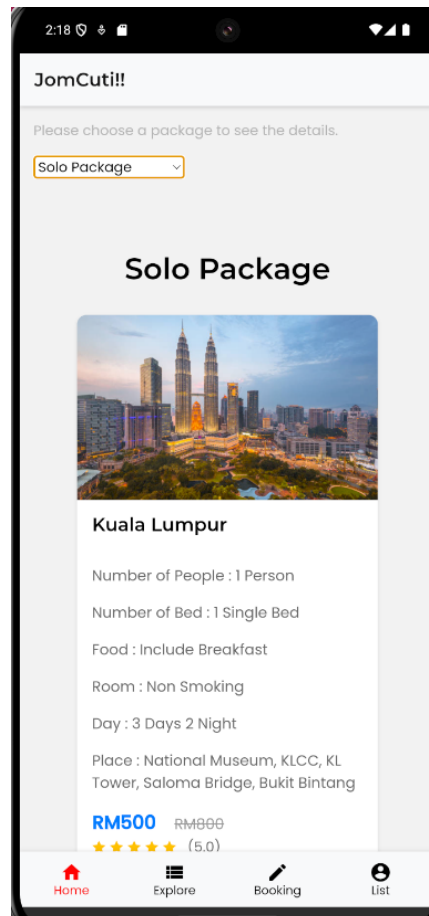 2:18
JomCuti!!
Please choose a package to see the details.
Solo Package
Solo Package
Kuala Lumpur
Number of People : 1 Person
Number of Bed : 1 Single Bed
Food : Include Breakfast
Room : Non Smoking
Day : 3 Days 2 Night
Place : National Museum, KLCC, KL
Tower, Saloma Bridge, Bukit Bintang
RM500 RM800
(5.0)
Home Explore Booking List